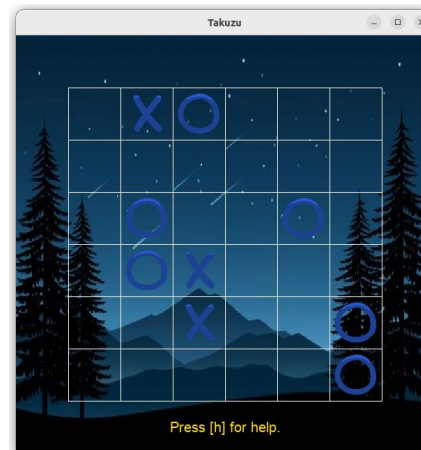 Takuzu
X O
O O
O X
X O
O
Press [h] for help.